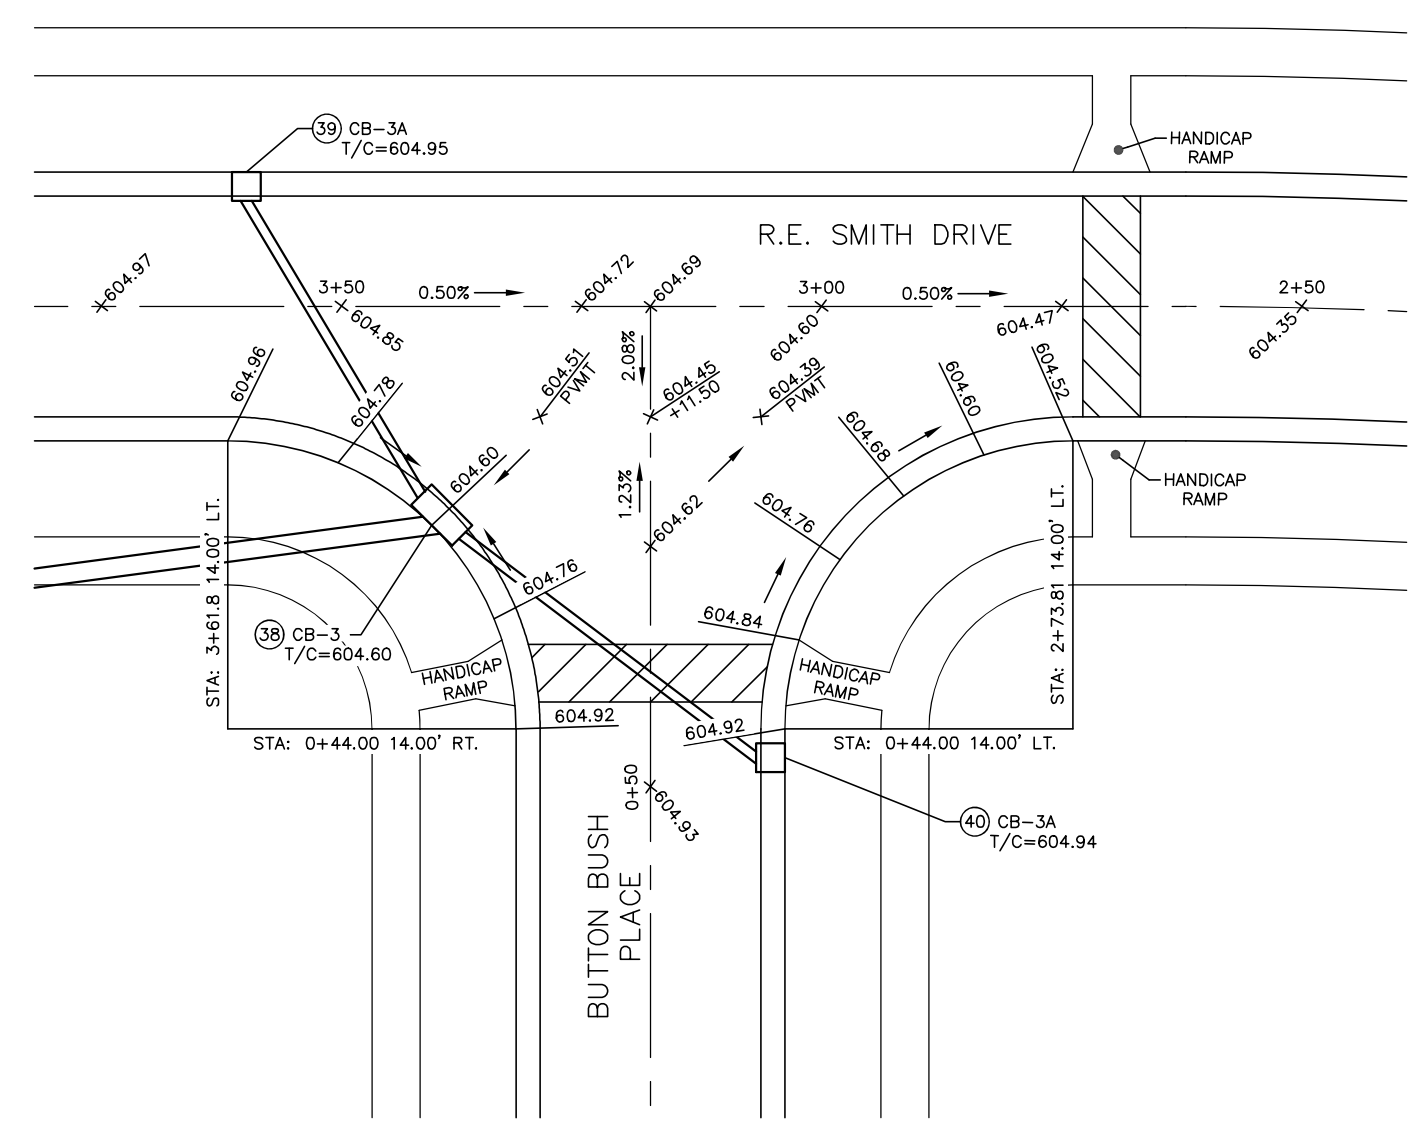 39 CB-3A
T/C=604.95
HANDICAP
RAMP
R.E. SMITH DRIVE
604.97
3+50
0.50%
604.72
604.69
3+00
0.50%
2+50
604.85
604.60
604.47
604.35
2.08%
604.96
604.78
604.51
PVMT
604.45
+11.50
604.39
PVMT
604.60
604.52
604.68
604.60
HANDICAP
RAMP
1.23%
604.62
604.76
604.76
604.84
STA: 3+61.8 14.00' LT.
STA: 2+73.81 14.00' LT.
38 CB-3
T/C=604.60
HANDICAP
RAMP
HANDICAP
RAMP
604.92
604.92
STA: 0+44.00 14.00' RT.
STA: 0+44.00 14.00' LT.
0+50
604.93
40 CB-3A
T/C=604.94
BUTTON BUSH
PLACE